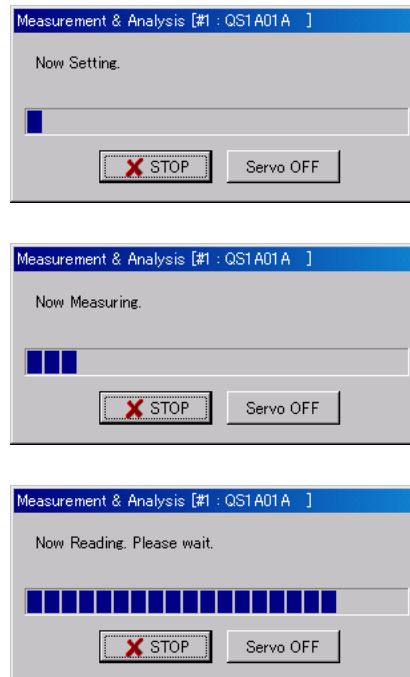 Measurement & Analysis [#1 : QS1A01A   ]
Now Setting.
STOP Servo OFF
Measurement & Analysis [#1 : QS1A01A   ]
Now Measuring.
STOP Servo OFF
Measurement & Analysis [#1 : QS1A01A   ]
Now Reading. Please wait.
STOP Servo OFF